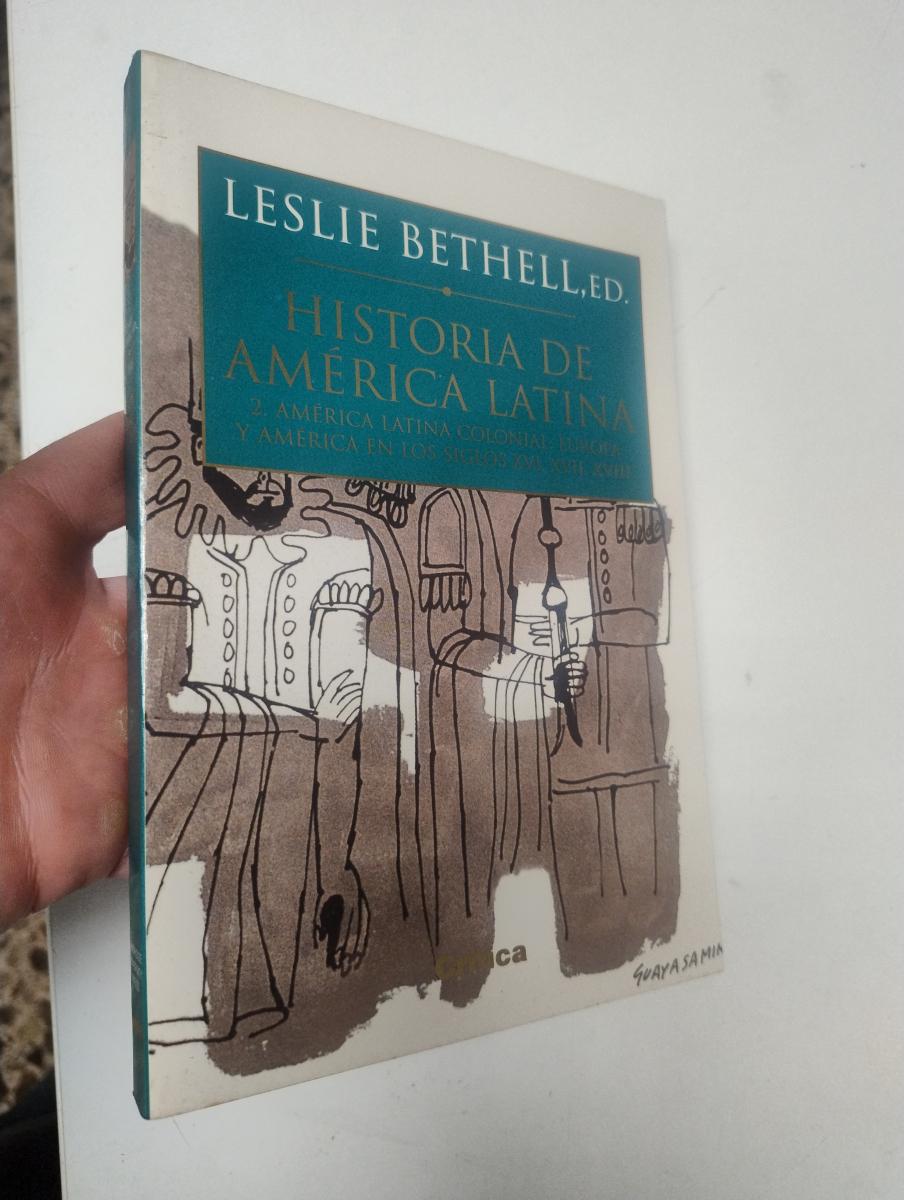 LESLIE BETHELL, ED.
HISTORIA DE
AMÉRICA LATINA
2. AMÉRICA LATINA COLONIAL: EUROPA
Y AMÉRICA EN LOS SIGLOS XVI, XVII, XVIII
Crítica
GUAYASAMIN